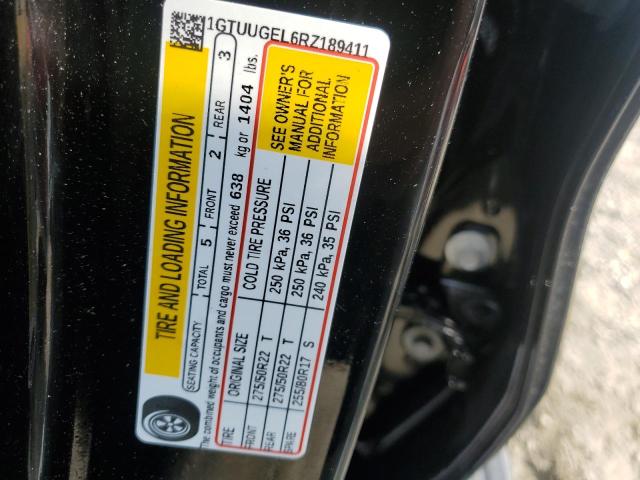 1GTUUGEL6RZ189411
TIRE AND LOADING INFORMATION
SEATING CAPACITY TOTAL 5 FRONT 2 REAR 3
The combined weight of occupants and cargo must never exceed 638 kg or 1404 lbs.
TIRE ORIGINAL SIZE COLD TIRE PRESSURE
FRONT 275/50R22 T 250 kPa, 36 PSI
REAR 275/50R22 T 250 kPa, 36 PSI
SPARE 255/80R17 S 240 kPa, 35 PSI
SEE OWNER'S
MANUAL FOR
ADDITIONAL
INFORMATION